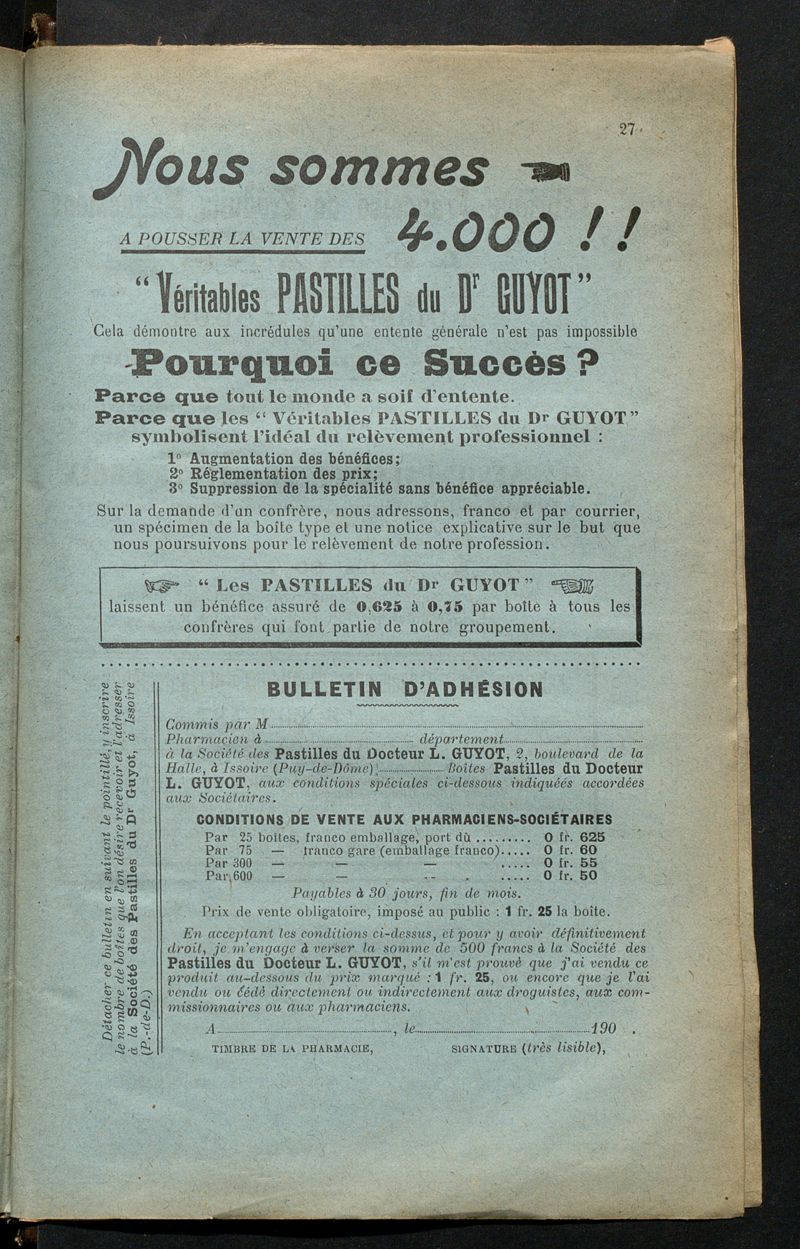 27
Nous sommes
A POUSSER LA VENTE DES 4.000 !!
“ Véritables PASTILLES du Dr GUYOT ”
Cela démontre aux incrédules qu'une entente générale n'est pas impossible
Pourquoi ce Succès ?
Parce que tout le monde a soif d'entente.
Parce que les “ Véritables PASTILLES du Dr GUYOT ”
symbolisent l'idéal du relèvement professionnel :
1° Augmentation des bénéfices;
2° Réglementation des prix;
3° Suppression de la spécialité sans bénéfice appréciable.
Sur la demande d'un confrère, nous adressons, franco et par courrier,
un spécimen de la boîte type et une notice explicative sur le but que
nous poursuivons pour le relèvement de notre profession.
“ Les PASTILLES du Dr GUYOT ”
laissent un bénéfice assuré de 0,625 à 0,75 par boîte à tous les
confrères qui font partie de notre groupement.
Détacher ce bulletin en suivant le pointillé, y inscrire
le nombre de boîtes que l'on désire recevoir et l'adresser
à la Société des Pastilles du Dr Guyot, à Issoire
(P.-de-D.)
BULLETIN D'ADHÉSION
Commis par M
Pharmacien à département
à la Société des Pastilles du Docteur L. GUYOT, 2, boulevard de la
Halle, à Issoire (Puy-de-Dôme) Boîtes Pastilles du Docteur
L. GUYOT, aux conditions spéciales ci-dessous indiquées accordées
aux Sociétaires.
CONDITIONS DE VENTE AUX PHARMACIENS-SOCIÉTAIRES
Par 25 boîtes, franco emballage, port dû ......... 0 fr. 625
Par 75 — franco gare (emballage franco)..... 0 fr. 60
Par 300 — — — ..... 0 fr. 55
Par 600 — — — ..... 0 fr. 50
Payables à 30 jours, fin de mois.
Prix de vente obligatoire, imposé au public : 1 fr. 25 la boîte.
En acceptant les conditions ci-dessus, et pour y avoir définitivement
droit, je m'engage à verser la somme de 500 francs à la Société des
Pastilles du Docteur L. GUYOT, s'il m'est prouvé que j'ai vendu ce
produit au-dessous du prix marqué : 1 fr. 25, ou encore que je l'ai
vendu ou cédé directement ou indirectement aux droguistes, aux com-
missionnaires ou aux pharmaciens.
A , le 190 .
TIMBRE DE LA PHARMACIE, SIGNATURE (très lisible),